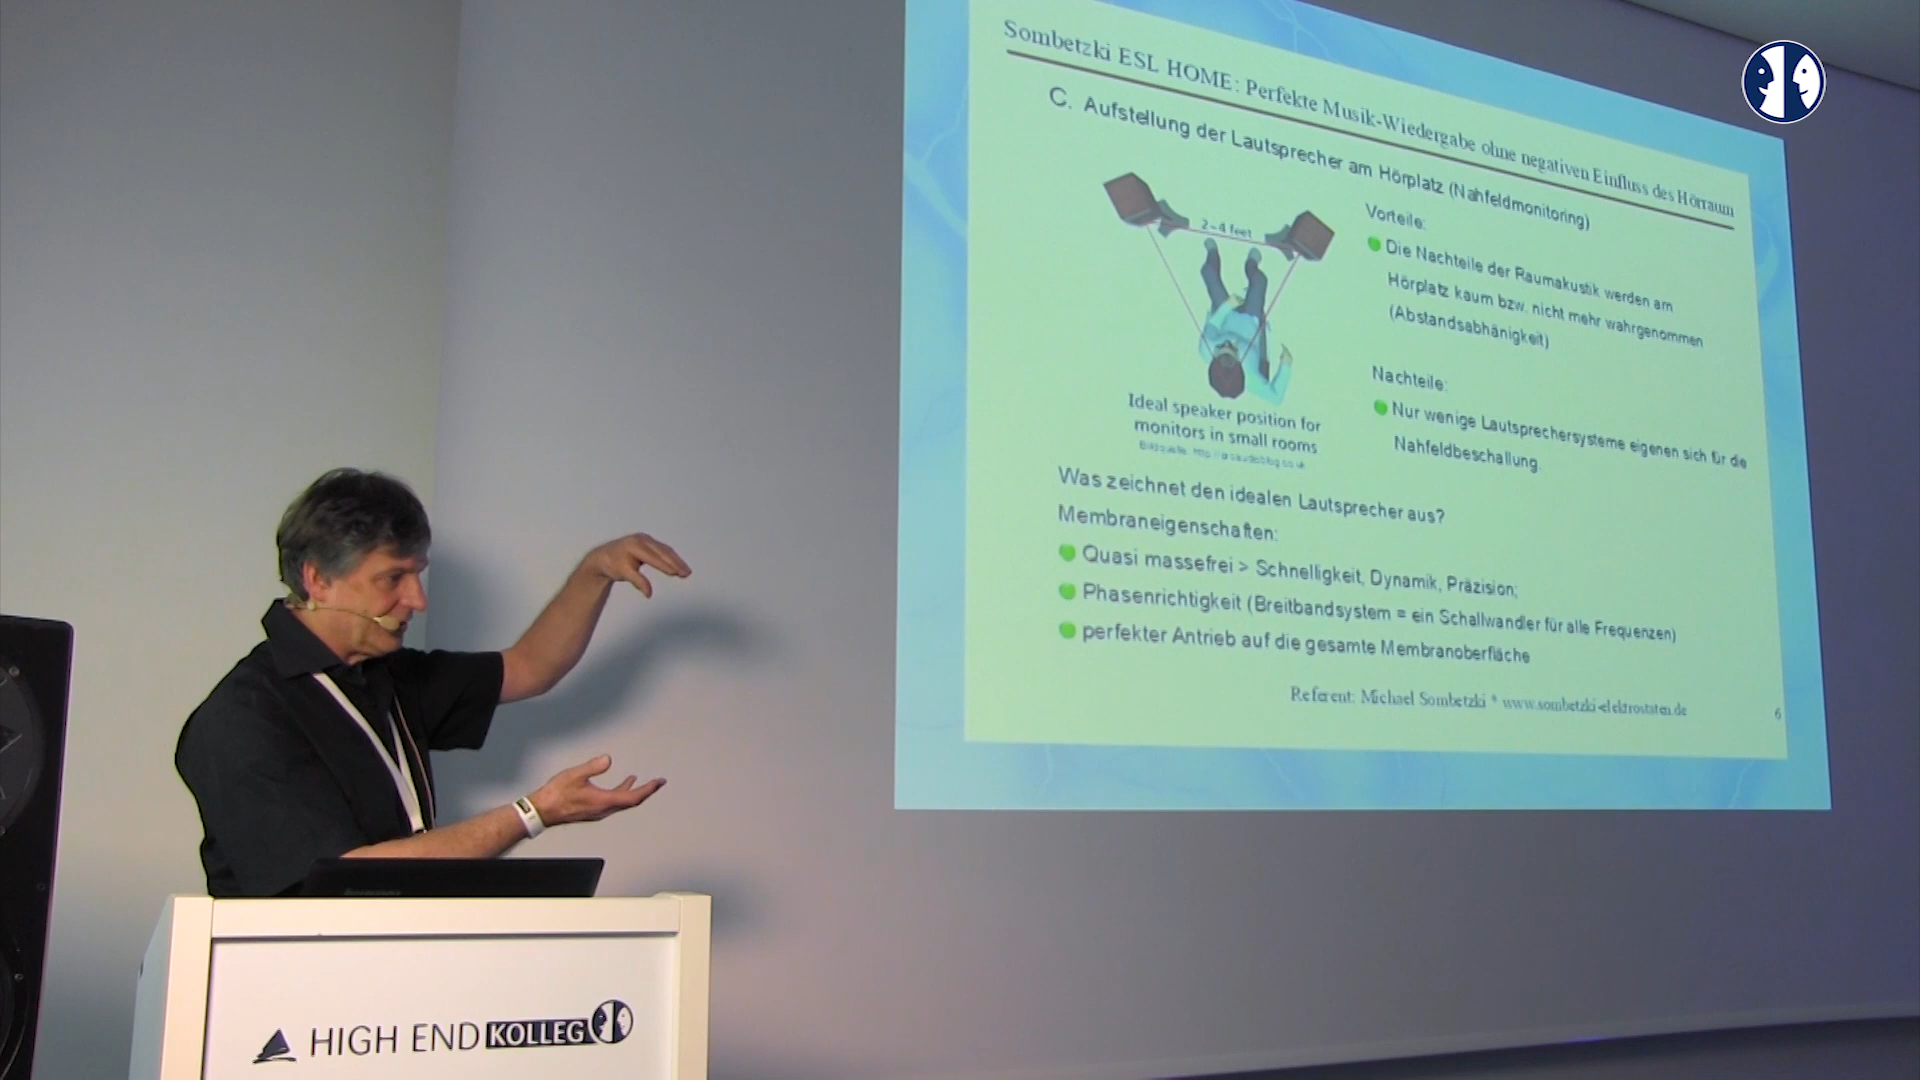 Sombetzki ESL HOME: Perfekte Musik-Wiedergabe ohne negativen Einfluss des Hörraum
C. Aufstellung der Lautsprecher am Hörplatz (Nahfeldmonitoring)
2-4 feet
Ideal speaker position for
monitors in small rooms
Vorteile:
Die Nachteile der Raumakustik werden am
Hörplatz kaum bzw. nicht mehr wahrgenommen
(Abstandsabhänigkeit)
Nachteile:
Nur wenige Lautsprechersysteme eigenen sich für die
Nahfeldbeschallung.
Was zeichnet den idealen Lautsprecher aus?
Membraneigenschaften:
Quasi massefrei > Schnelligkeit, Dynamik, Präzision;
Phasenrichtigkeit (Breitbandsystem = ein Schallwandler für alle Frequenzen)
perfekter Antrieb auf die gesamte Membranoberfläche
Referent: Michael Sombetzki * www.sombetzki-elektrostaten.de
6
HIGH END KOLLEG